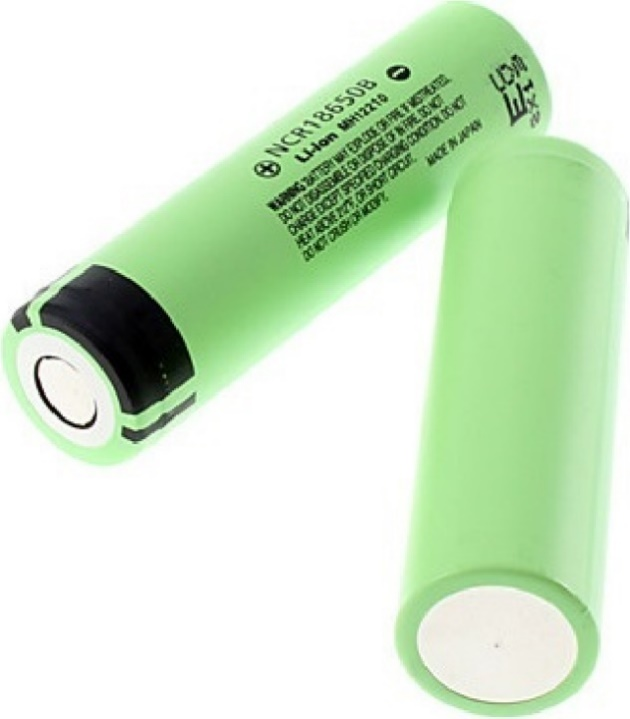 ⊕ NCR18650B ⊖
Li-ion MH12210
WARNING: BATTERY MAY EXPLODE OR FIRE IF MISTREATED.
DO NOT DISASSEMBLE OR DISPOSE OF IN FIRE. DO NOT
CHARGE EXCEPT SPECIFIED CHARGING CONDITION. DO NOT
HEAT ABOVE 212°F, OR SHORT CIRCUIT.
DO NOT CRUSH OR MODIFY.
MADE IN JAPAN